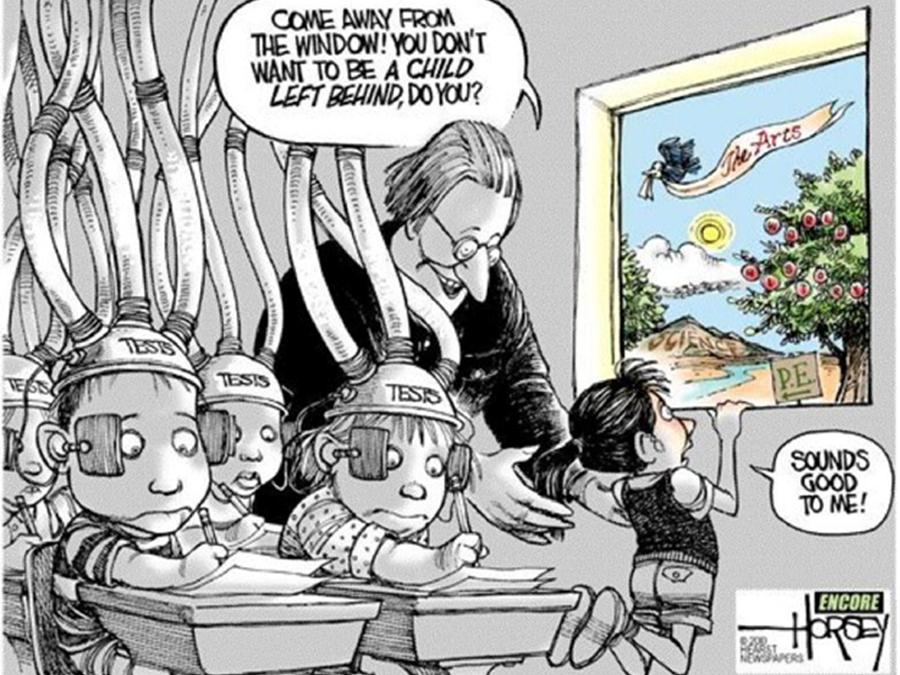 COME AWAY FROM
THE WINDOW! YOU DON'T
WANT TO BE A CHILD
LEFT BEHIND, DO YOU?
The Arts
SCIENCE
P.E.
TESTS
TESTS
TESTS
TESTS
SOUNDS
GOOD
TO ME!
ENCORE
HORSEY
©2010
HEARST
NEWSPAPERS